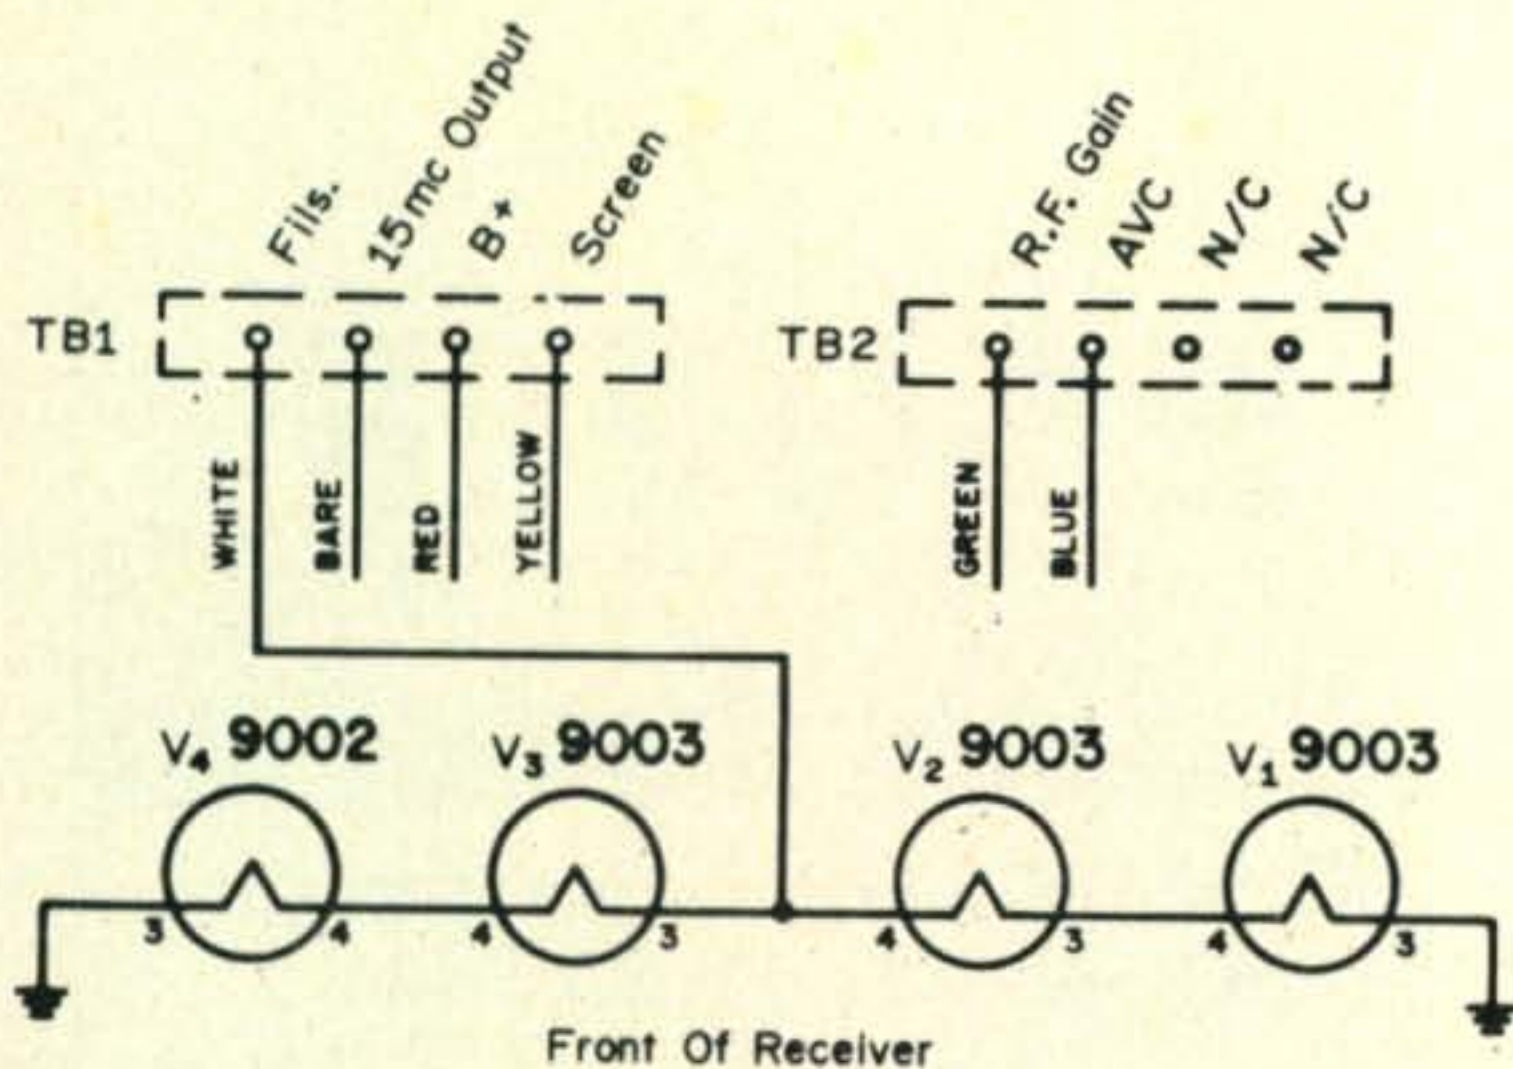 Fils.
15mc Output
B+
Screen
R.F. Gain
AVC
N/C
N/C
TB1
TB2
WHITE
BARE
RED
YELLOW
GREEN
BLUE
V4 9002
V3 9003
V2 9003
V1 9003
3 4 4 3 4 3 4 3
Front Of Receiver